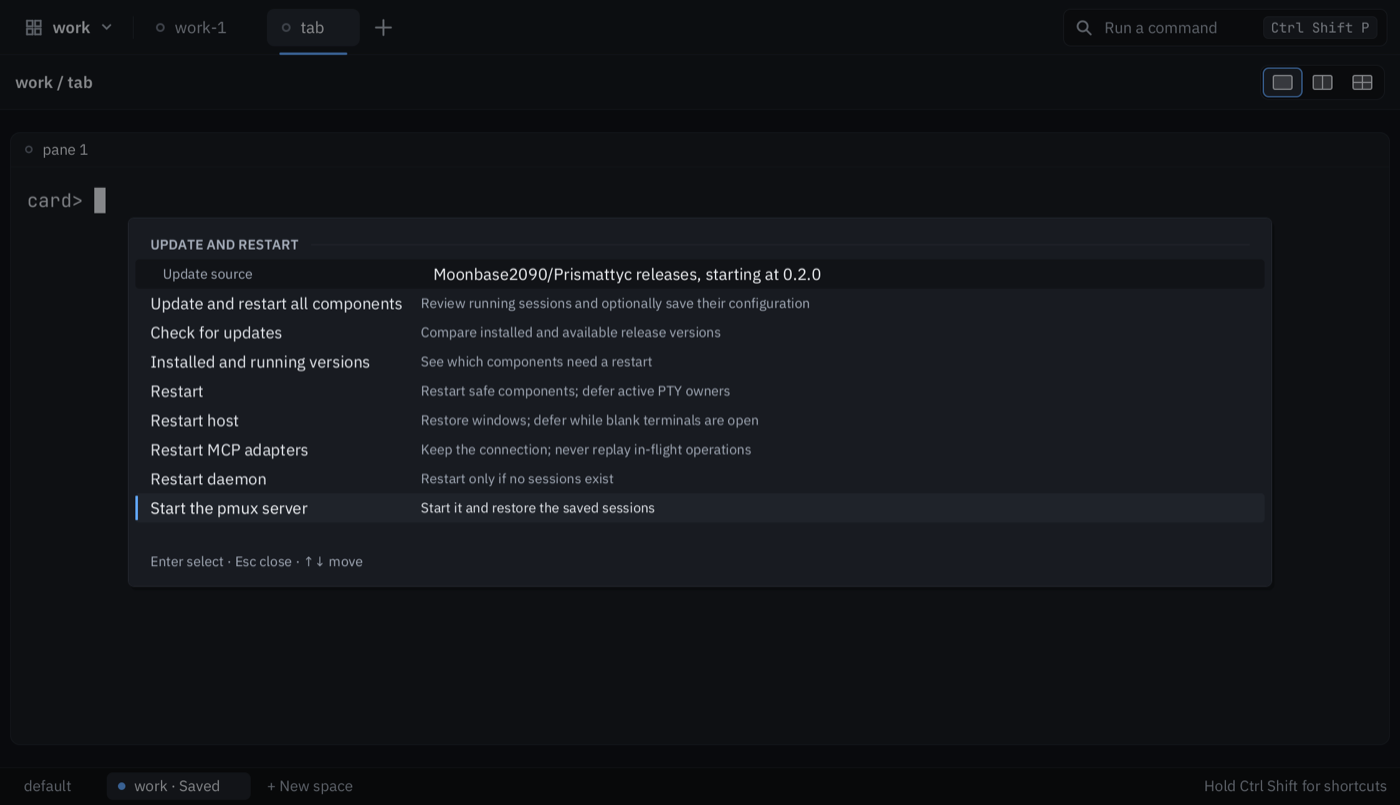 work work-1 tab Run a command Ctrl Shift P
work / tab
pane 1
card>
UPDATE AND RESTART
Update source Moonbase2090/Prismattyc releases, starting at 0.2.0
Update and restart all components Review running sessions and optionally save their configuration
Check for updates Compare installed and available release versions
Installed and running versions See which components need a restart
Restart Restart safe components; defer active PTY owners
Restart host Restore windows; defer while blank terminals are open
Restart MCP adapters Keep the connection; never replay in-flight operations
Restart daemon Restart only if no sessions exist
Start the pmux server Start it and restore the saved sessions
Enter select · Esc close · ↑↓ move
default work · Saved + New space Hold Ctrl Shift for shortcuts